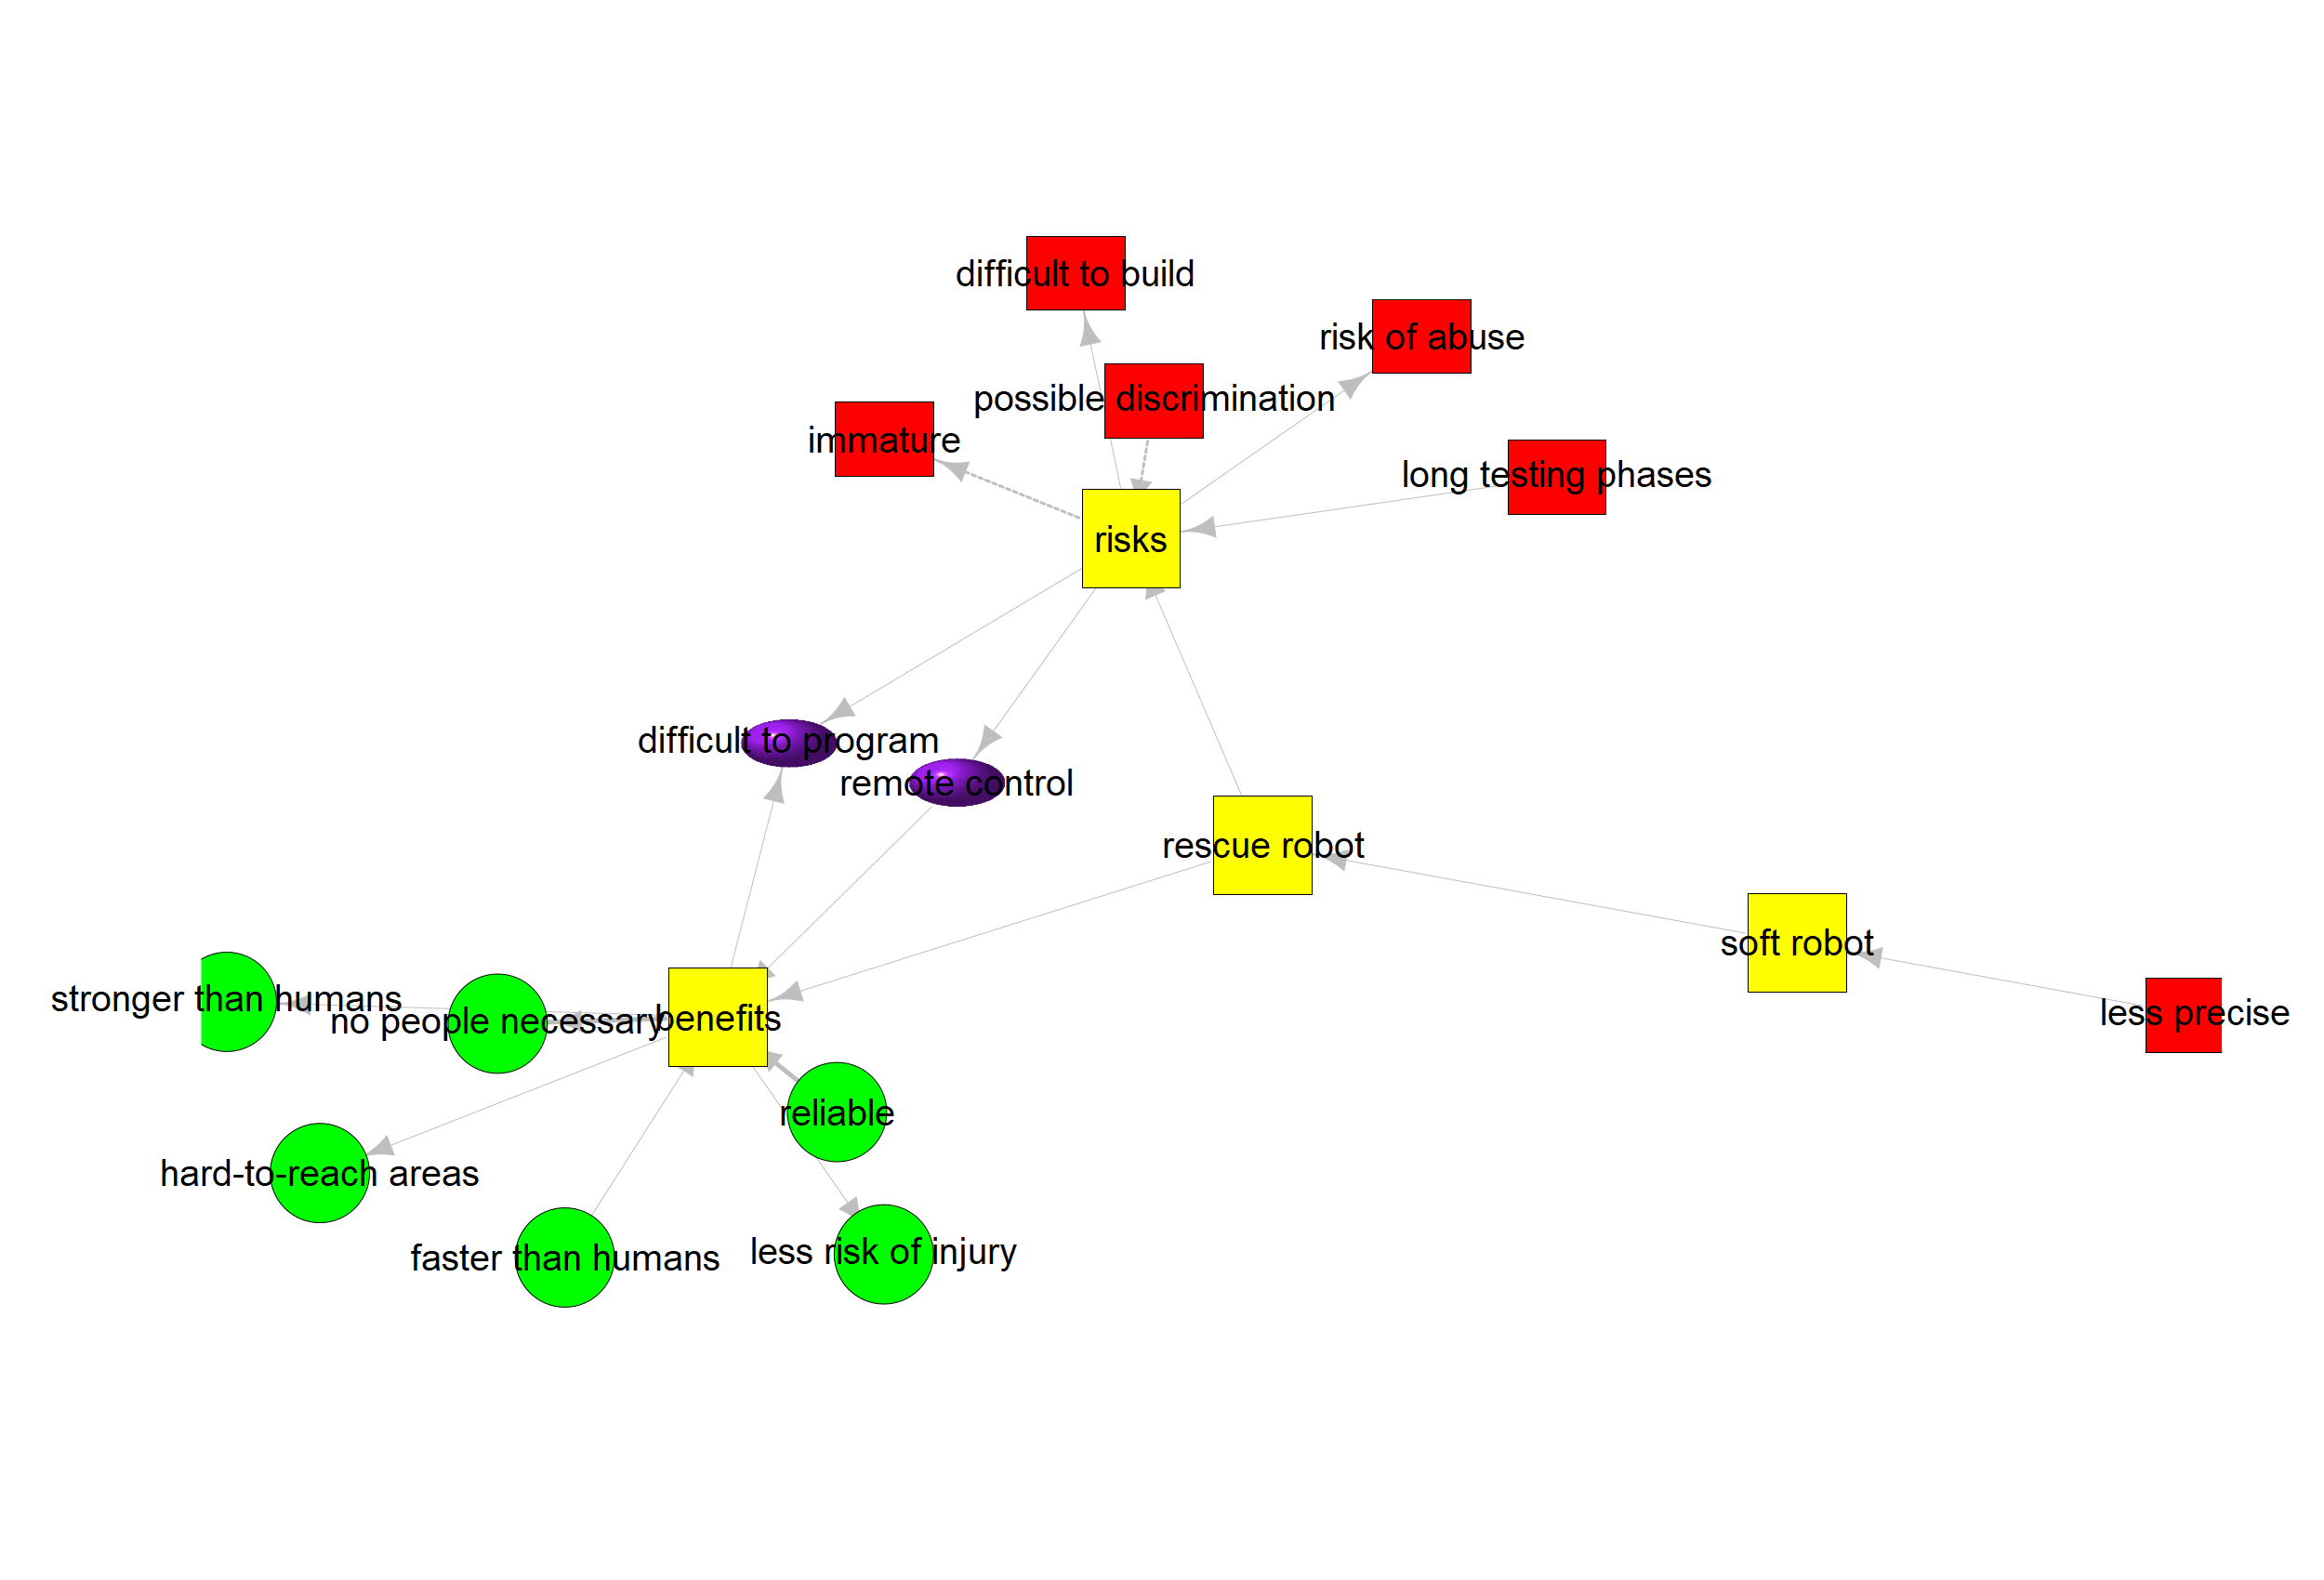 difficult to build
risk of abuse
possible discrimination
immature
long testing phases
risks
difficult to program
remote control
rescue robot
soft robot
stronger than humans
no people necessary
benefits
less precise
reliable
hard-to-reach areas
faster than humans
less risk of injury